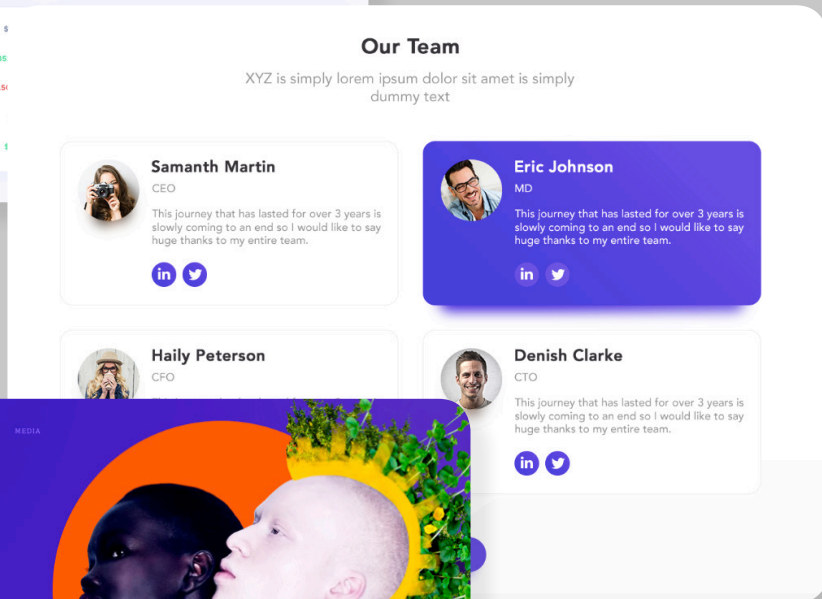 $
Our Team
XYZ is simply lorem ipsum dolor sit amet is simply
dummy text
Samanth Martin
CEO
This journey that has lasted for over 3 years is
slowly coming to an end so I would like to say
huge thanks to my entire team.
in
Eric Johnson
MD
This journey that has lasted for over 3 years is
slowly coming to an end so I would like to say
huge thanks to my entire team.
in
Haily Peterson
CFO
Denish Clarke
CTO
This journey that has lasted for over 3 years is
slowly coming to an end so I would like to say
huge thanks to my entire team.
in
MEDIA